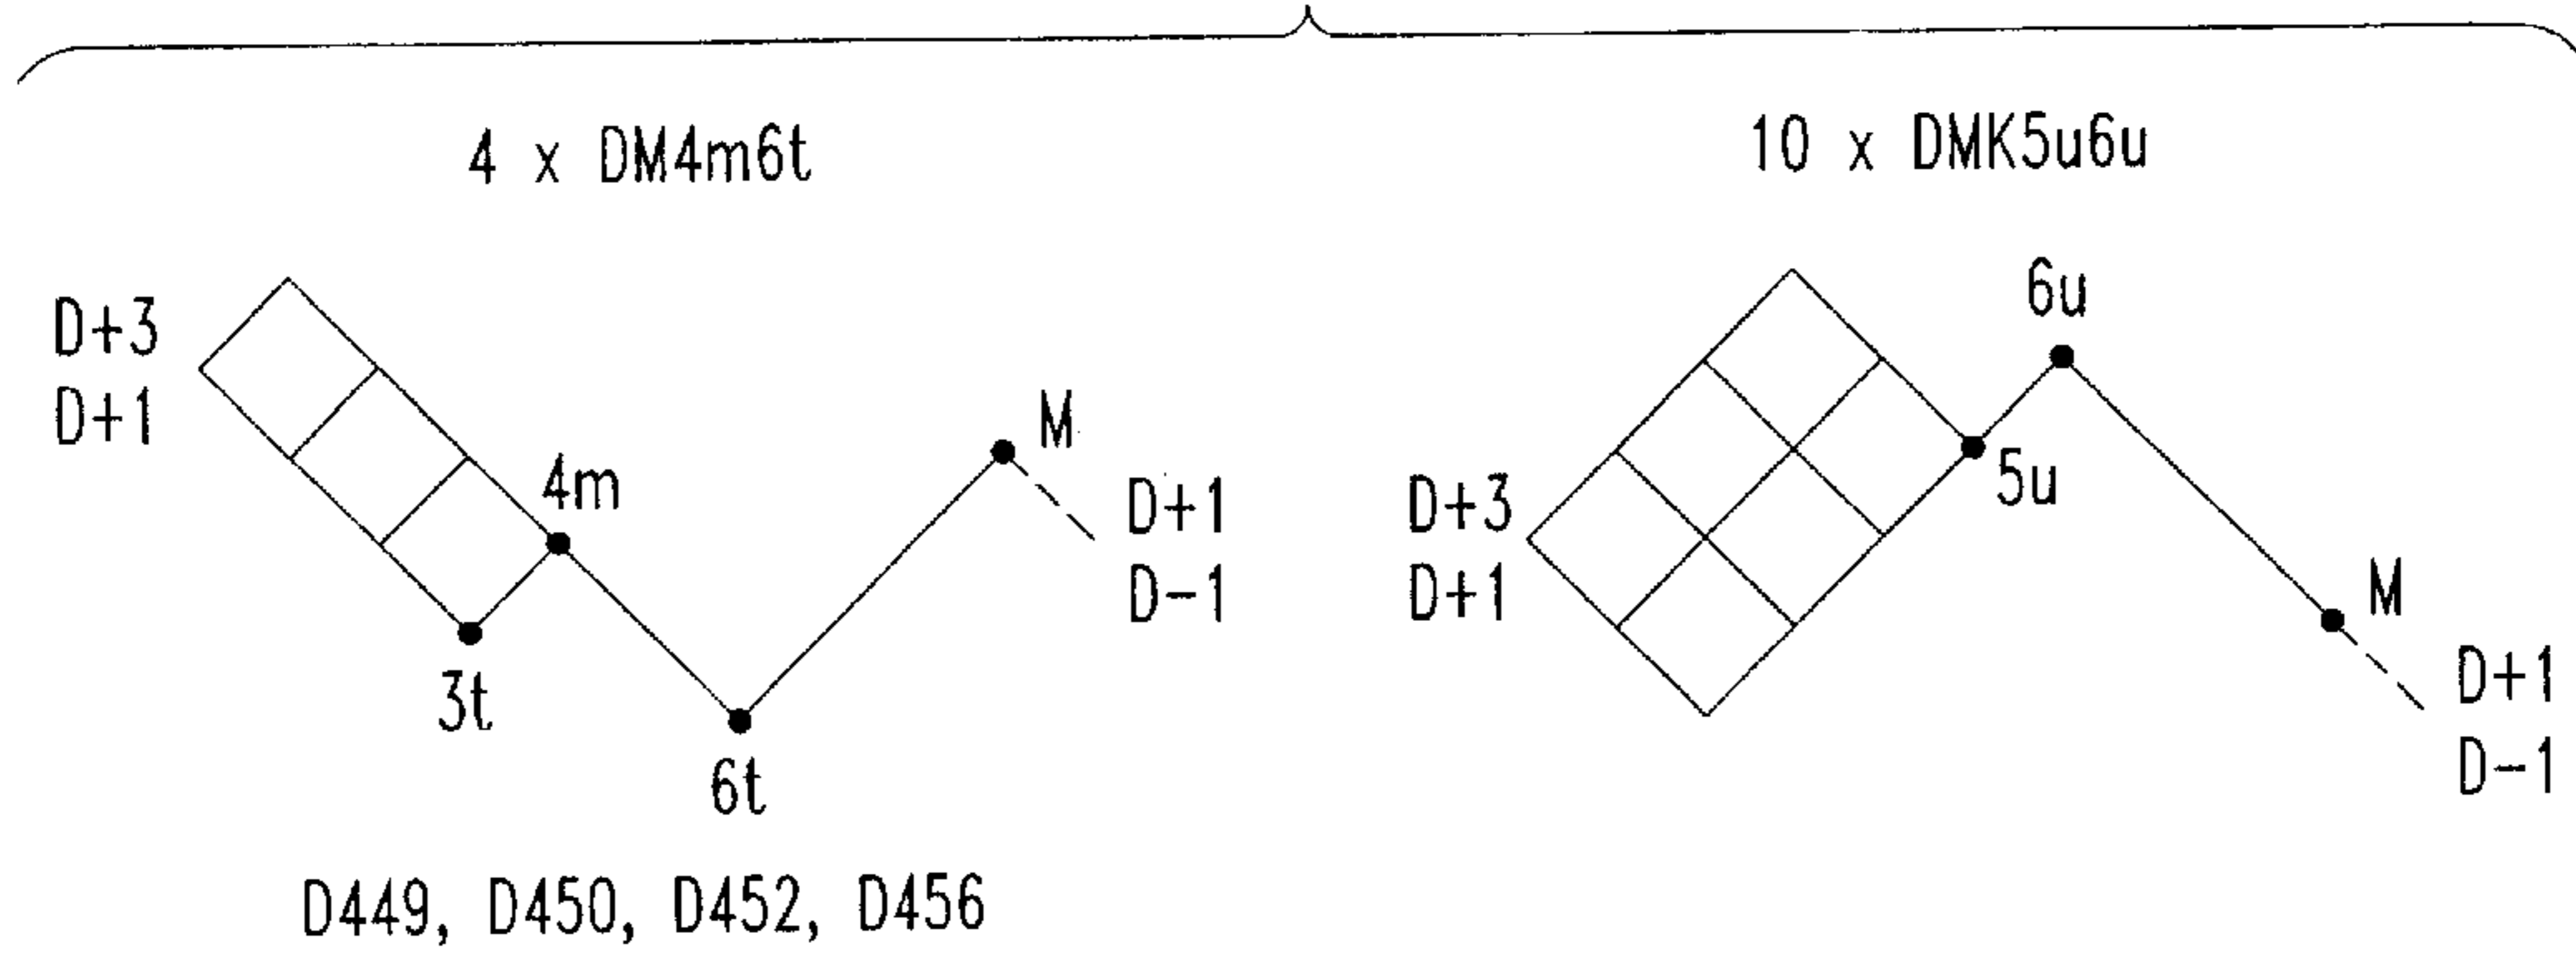 4 x DM4m6t
D+3
D+1
4m
M
D+1
D-1
3t
6t
D449, D450, D452, D456
10 x DMK5u6u
6u
D+3
D+1
5u
M
D+1
D-1